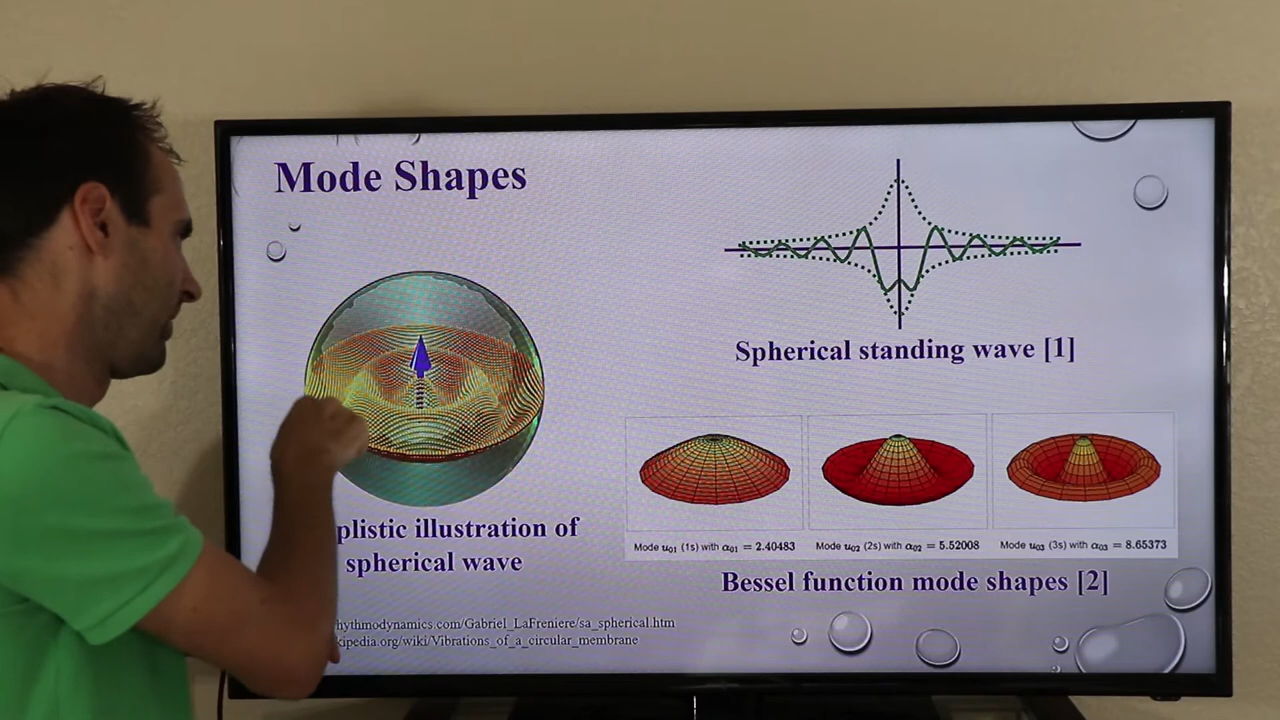 Mode Shapes
Spherical standing wave [1]
plistic illustration of
spherical wave
Mode u₀₁ (1s) with α₀₁ = 2.40483
Mode u₀₂ (2s) with α₀₂ = 5.52008
Mode u₀₃ (3s) with α₀₃ = 8.65373
Bessel function mode shapes [2]
hythmodynamics.com/Gabriel_LaFreniere/sa_spherical.htm
kipedia.org/wiki/Vibrations_of_a_circular_membrane